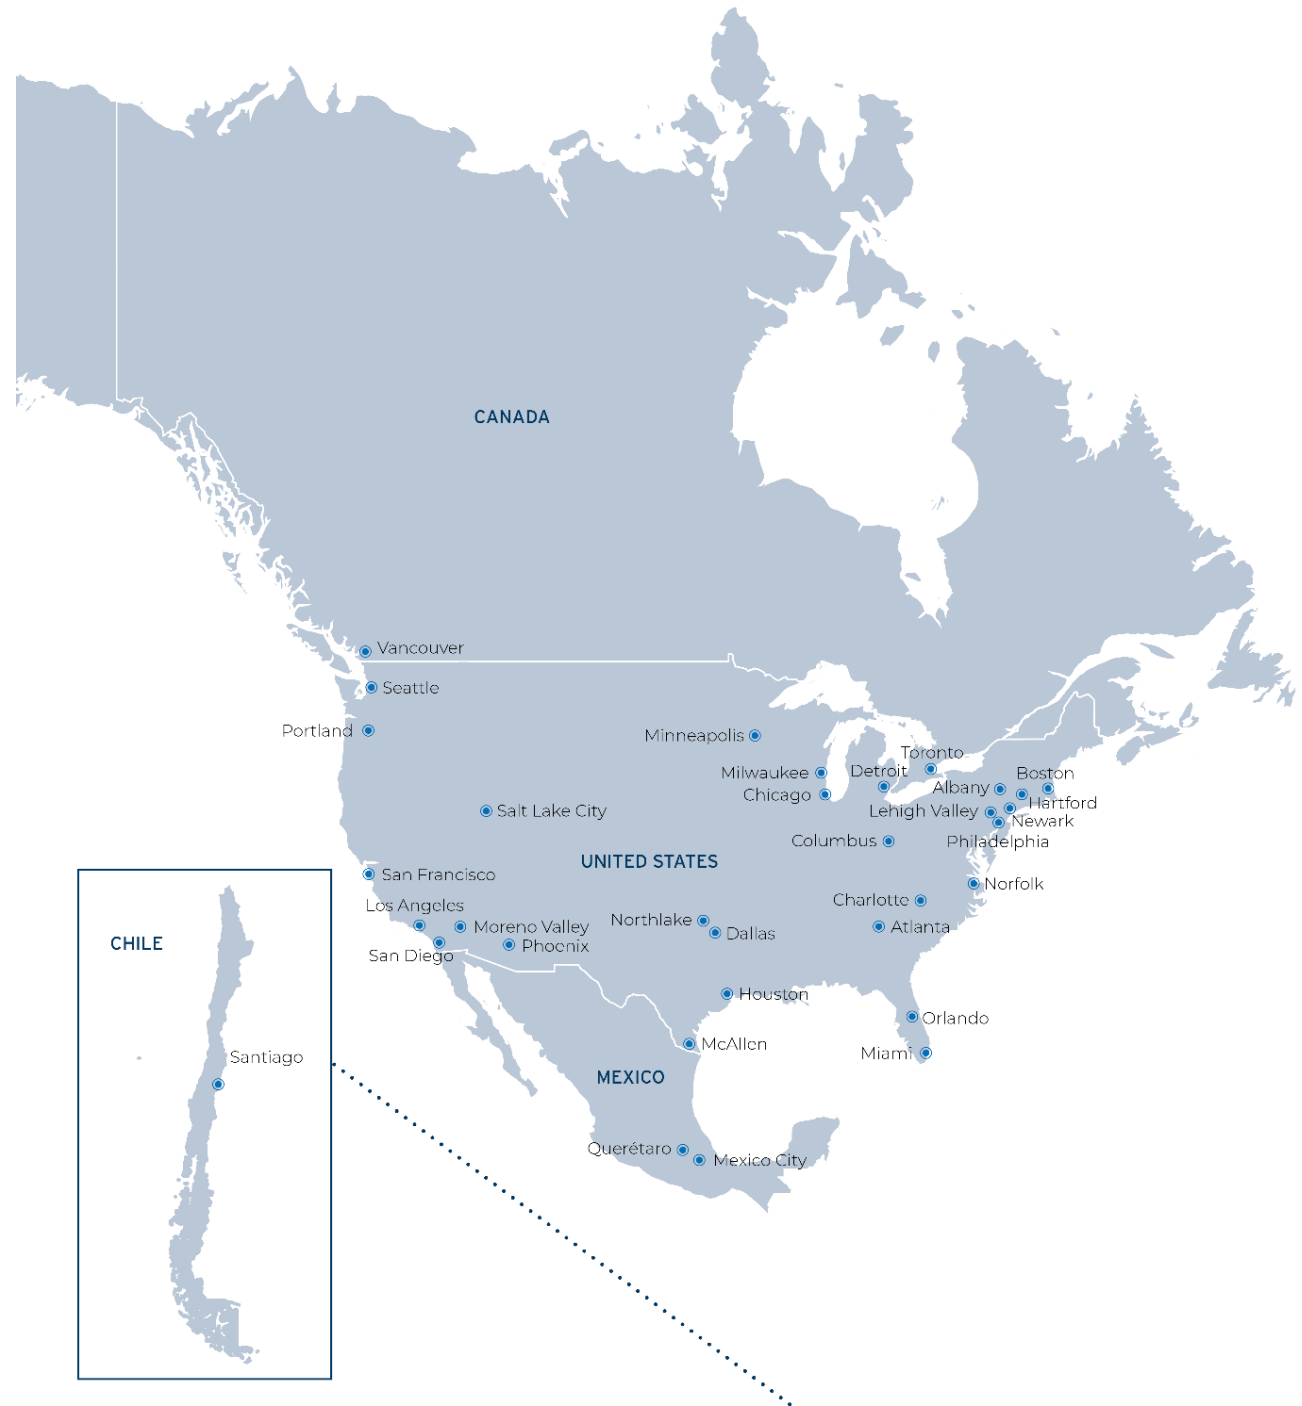 CANADA
Vancouver
Seattle
Portland
Minneapolis
Toronto
Milwaukee
Detroit
Boston
Albany
Chicago
Hartford
Salt Lake City
Lehigh Valley
Newark
Columbus
Philadelphia
UNITED STATES
San Francisco
Norfolk
Charlotte
Los Angeles
Northlake
Moreno Valley
Atlanta
Dallas
CHILE
Phoenix
San Diego
Houston
Orlando
McAllen
Miami
Santiago
MEXICO
Querétaro
Mexico City